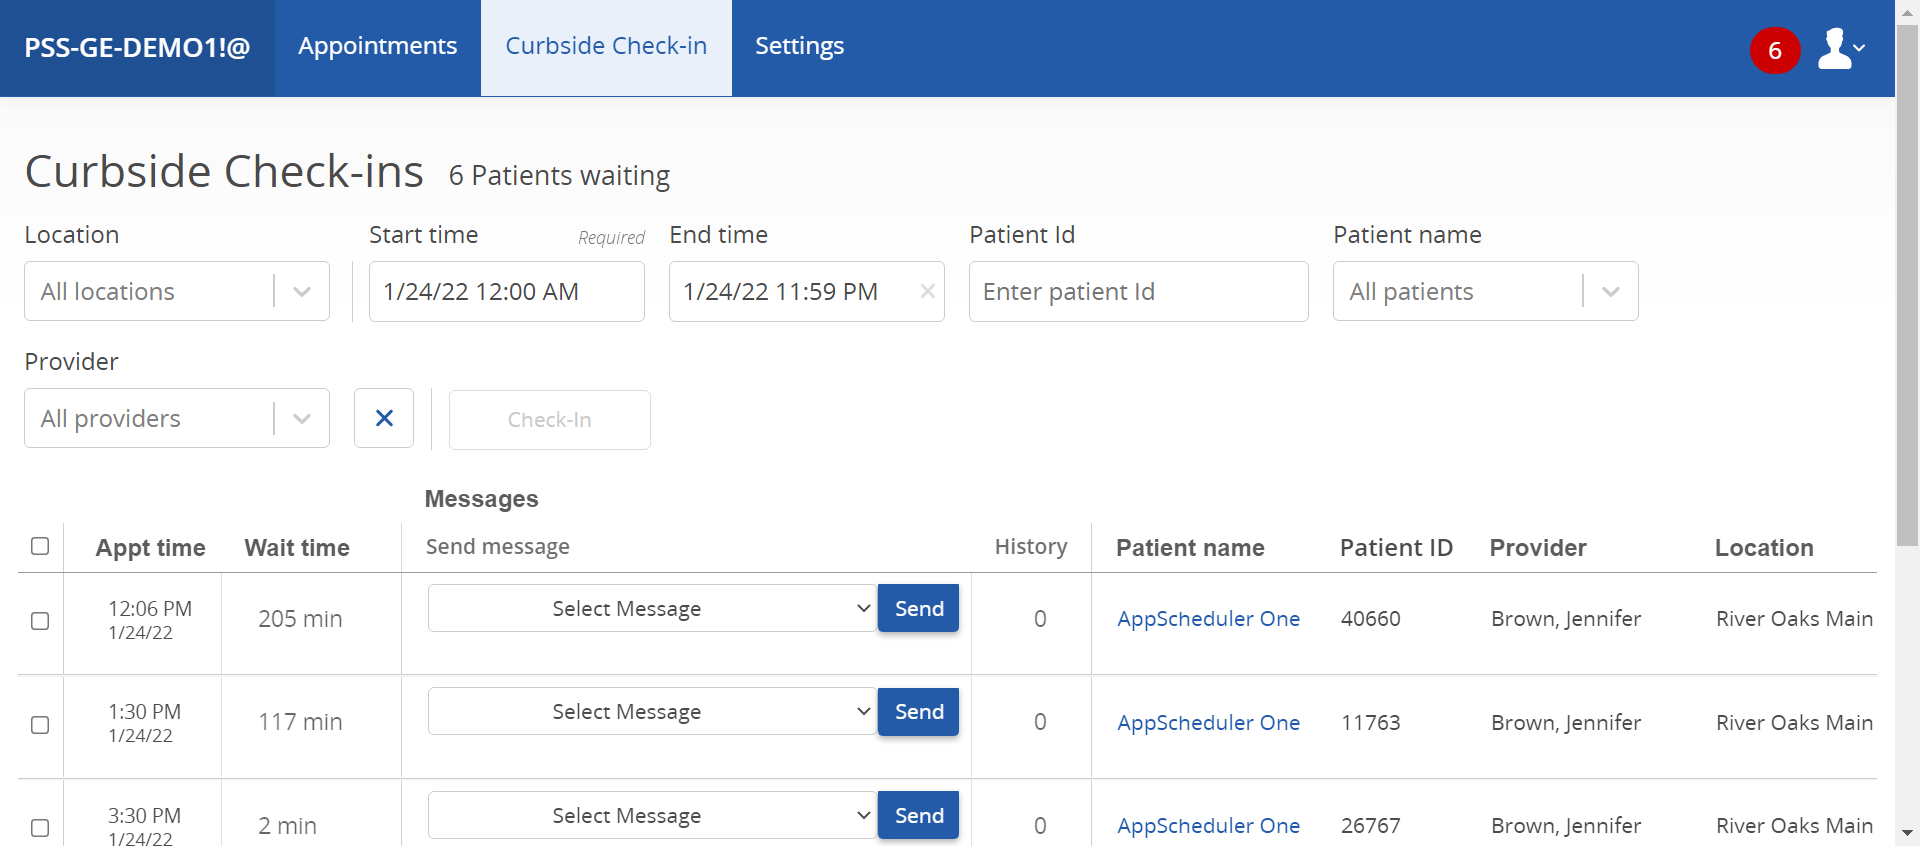 PSS-GE-DEMO1!@ Appointments Curbside Check-in Settings 6
Curbside Check-ins 6 Patients waiting
Location Start time Required End time Patient Id Patient name
All locations 1/24/22 12:00 AM 1/24/22 11:59 PM Enter patient Id All patients
Provider
All providers Check-In
Messages
Appt time Wait time Send message History Patient name Patient ID Provider Location
12:06 PM 205 min Select Message Send 0 AppScheduler One 40660 Brown, Jennifer River Oaks Main
1/24/22
1:30 PM 117 min Select Message Send 0 AppScheduler One 11763 Brown, Jennifer River Oaks Main
1/24/22
3:30 PM 2 min Select Message Send 0 AppScheduler One 26767 Brown, Jennifer River Oaks Main
1/24/22